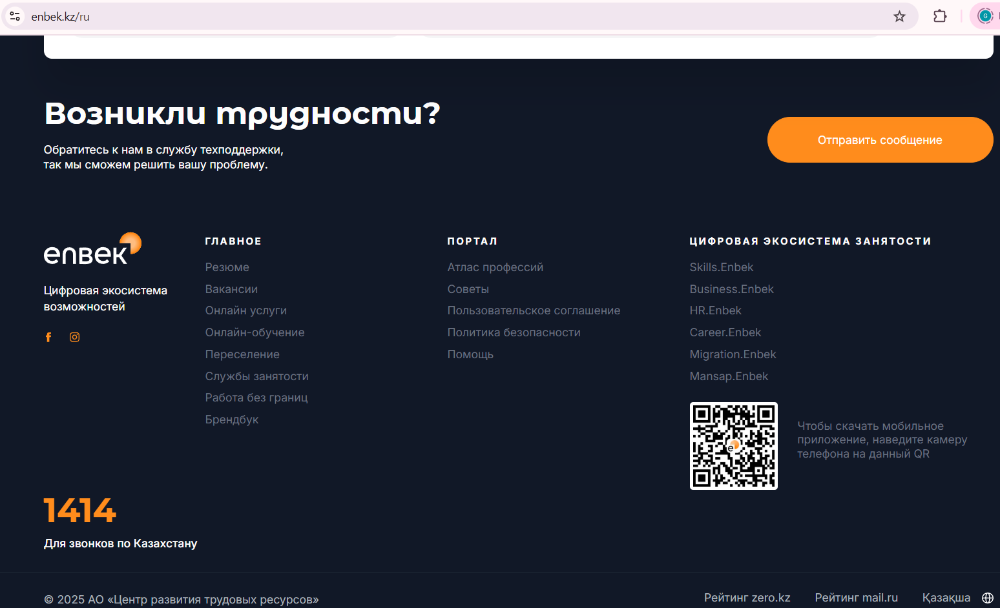 enbek.kz/ru
Возникли трудности?
Обратитесь к нам в службу техподдержки,
так мы сможем решить вашу проблему.
Отправить сообщение
enвек
Цифровая экосистема
возможностей
ГЛАВНОЕ
Резюме
Вакансии
Онлайн услуги
Онлайн-обучение
Переселение
Службы занятости
Работа без границ
Брендбук
ПОРТАЛ
Атлас профессий
Советы
Пользовательское соглашение
Политика безопасности
Помощь
ЦИФРОВАЯ ЭКОСИСТЕМА ЗАНЯТОСТИ
Skills.Enbek
Business.Enbek
HR.Enbek
Career.Enbek
Migration.Enbek
Mansap.Enbek
Чтобы скачать мобильное
приложение, наведите камеру
телефона на данный QR
1414
Для звонков по Казахстану
© 2025 АО «Центр развития трудовых ресурсов»
Рейтинг zero.kz
Рейтинг mail.ru
Қазақша